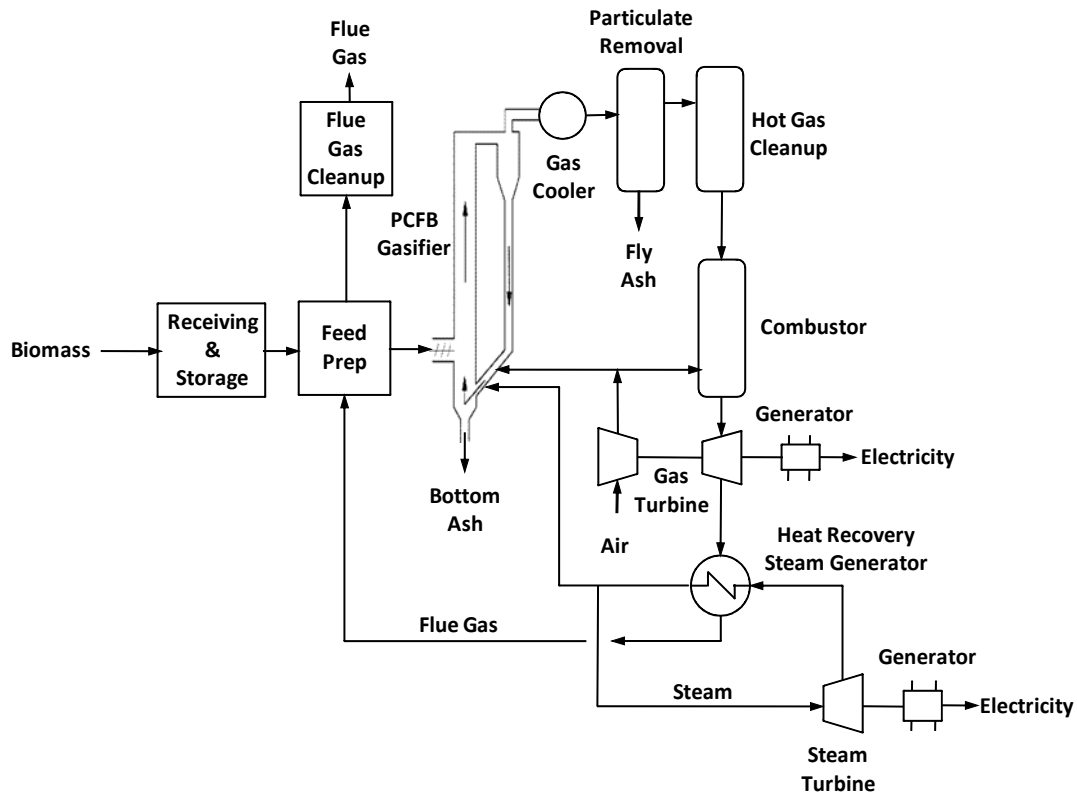 Particulate
Removal
Flue
Gas
Flue
Gas
Cleanup
Hot Gas
Cleanup
Gas
Cooler
PCFB
Gasifier
Fly
Ash
Receiving
&
Storage
Feed
Prep
Biomass
Combustor
Generator
Electricity
Gas
Turbine
Bottom
Ash
Air
Heat Recovery
Steam Generator
Flue Gas
Generator
Steam
Electricity
Steam
Turbine